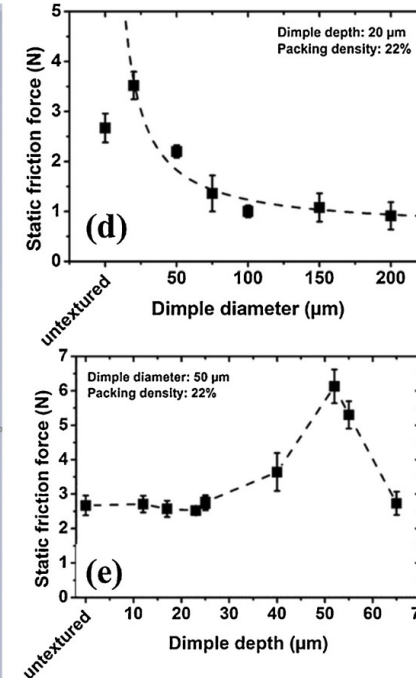 5
4
3
2
1
0
Static friction force (N)
Dimple depth: 20 µm
Packing density: 22%
(d)
untextured
50
100
150
200
Dimple diameter (µm)
7
6
5
4
3
2
1
0
Static friction force (N)
Dimple diameter: 50 µm
Packing density: 22%
(e)
untextured
10
20
30
40
50
60
Dimple depth (µm)